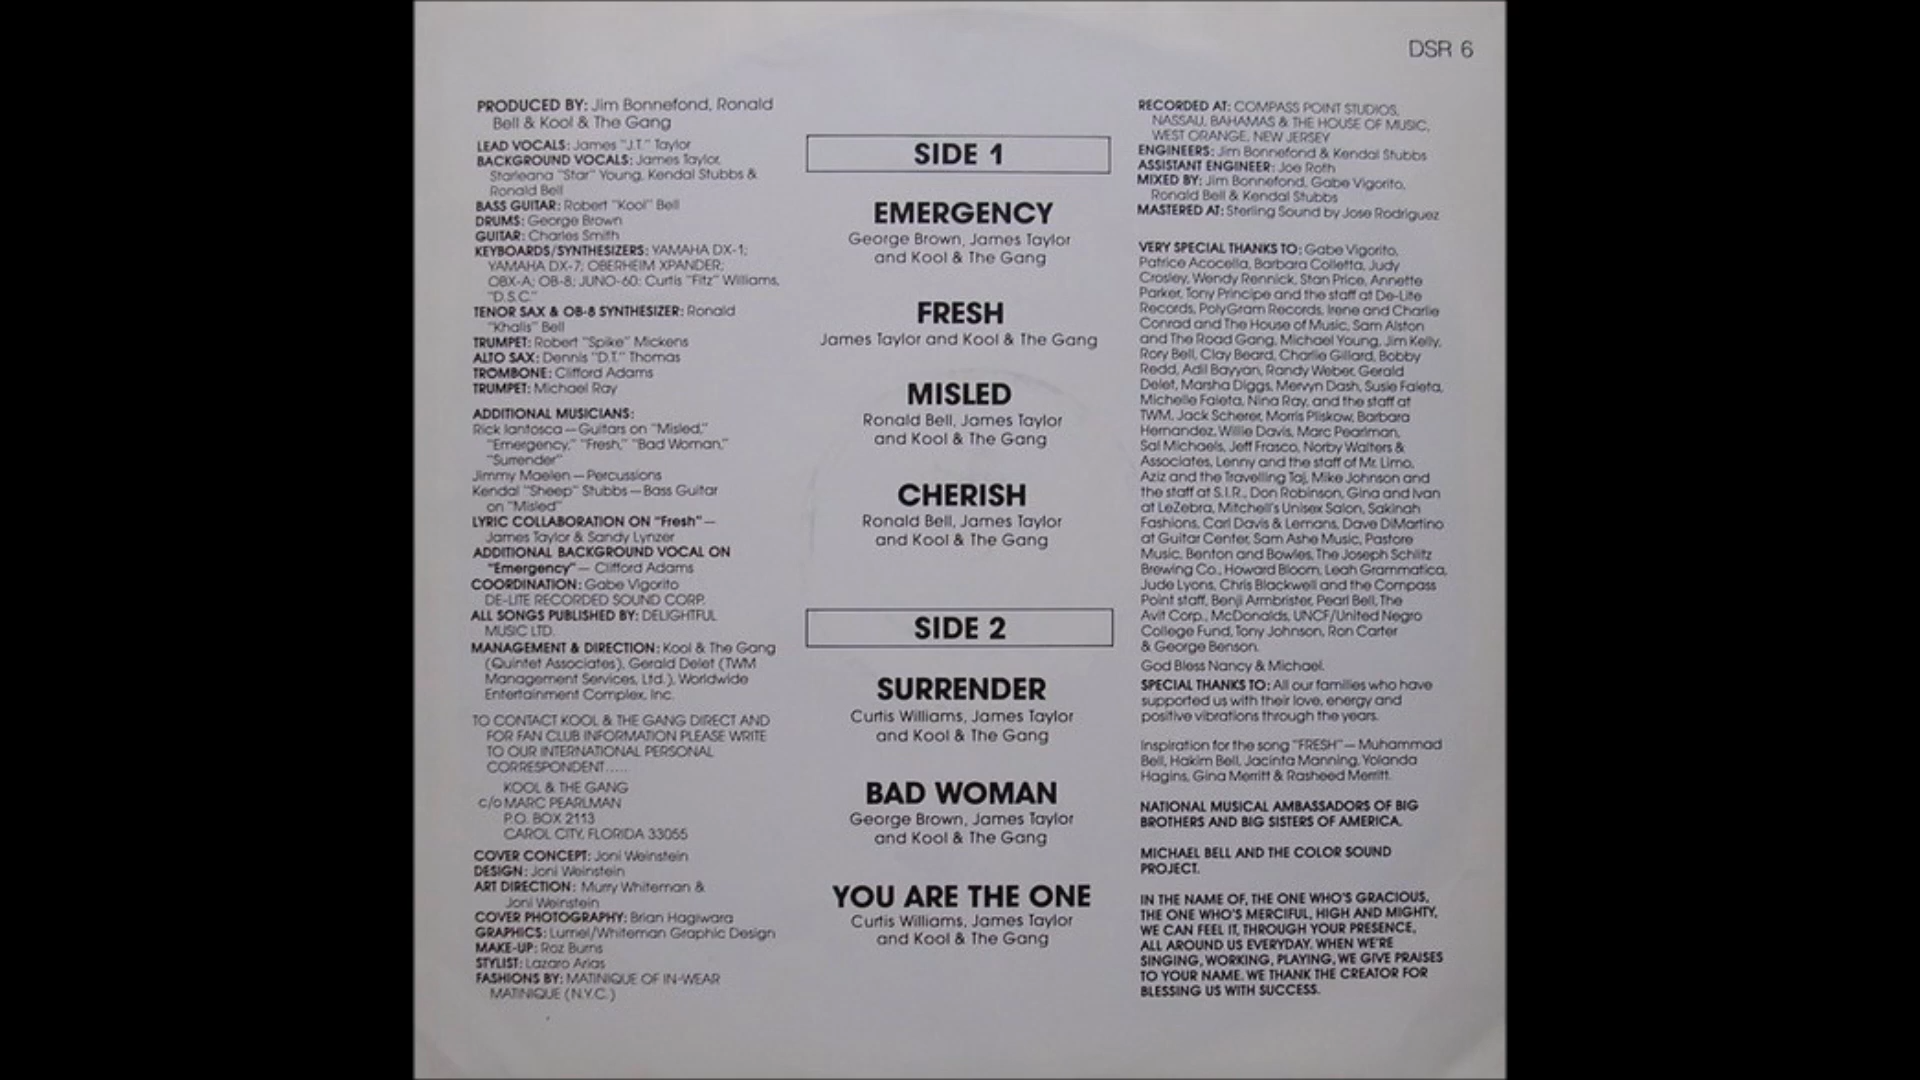 DSR 6
PRODUCED BY: Jim Bonnefond, Ronald
Bell & Kool & The Gang
LEAD VOCALS: James "J.T." Taylor
BACKGROUND VOCALS: James Taylor,
Starleana "Star" Young, Kendal Stubbs &
Ronald Bell
BASS GUITAR: Robert "Kool" Bell
DRUMS: George Brown
GUITAR: Charles Smith
KEYBOARDS/SYNTHESIZERS: YAMAHA DX-1;
YAMAHA DX-7; OBERHEIM XPANDER;
OBX-A; OB-8; JUNO-60: Curtis "Fitz" Williams,
"D.S.C."
TENOR SAX & OB-8 SYNTHESIZER: Ronald
"Khalis" Bell
TRUMPET: Robert "Spike" Mickens
ALTO SAX: Dennis "D.T." Thomas
TROMBONE: Clifford Adams
TRUMPET: Michael Ray
ADDITIONAL MUSICIANS:
Rick Iantosca—Guitars on "Misled,"
"Emergency," "Fresh," "Bad Woman,"
"Surrender"
Jimmy Maelen—Percussions
Kendal "Sheep" Stubbs—Bass Guitar
on "Misled"
LYRIC COLLABORATION ON "Fresh"—
James Taylor & Sandy Lynzer
ADDITIONAL BACKGROUND VOCAL ON
"Emergency"— Clifford Adams
COORDINATION: Gabe Vigorito
DE-LITE RECORDED SOUND CORP.
ALL SONGS PUBLISHED BY: DELIGHTFUL
MUSIC LTD.
MANAGEMENT & DIRECTION: Kool & The Gang
(Quintet Associates), Gerald Delet (TWM
Management Services, Ltd.), Worldwide
Entertainment Complex, Inc.
TO CONTACT KOOL & THE GANG DIRECT AND
FOR FAN CLUB INFORMATION PLEASE WRITE
TO OUR INTERNATIONAL PERSONAL
CORRESPONDENT.....
KOOL & THE GANG
c/o MARC PEARLMAN
P.O. BOX 2113
CAROL CITY, FLORIDA 33055
COVER CONCEPT: Joni Weinstein
DESIGN: Joni Weinstein
ART DIRECTION: Murry Whiteman &
Joni Weinstein
COVER PHOTOGRAPHY: Brian Hagiwara
GRAPHICS: Lumel/Whiteman Graphic Design
MAKE-UP: Roz Burns
STYLIST: Lazaro Arias
FASHIONS BY: MATINIQUE OF IN-WEAR
MATINIQUE (N.Y.C.)
SIDE 1
EMERGENCY
George Brown, James Taylor
and Kool & The Gang
FRESH
James Taylor and Kool & The Gang
MISLED
Ronald Bell, James Taylor
and Kool & The Gang
CHERISH
Ronald Bell, James Taylor
and Kool & The Gang
SIDE 2
SURRENDER
Curtis Williams, James Taylor
and Kool & The Gang
BAD WOMAN
George Brown, James Taylor
and Kool & The Gang
YOU ARE THE ONE
Curtis Williams, James Taylor
and Kool & The Gang
RECORDED AT: COMPASS POINT STUDIOS,
NASSAU, BAHAMAS & THE HOUSE OF MUSIC,
WEST ORANGE, NEW JERSEY
ENGINEERS: Jim Bonnefond & Kendal Stubbs
ASSISTANT ENGINEER: Joe Roth
MIXED BY: Jim Bonnefond, Gabe Vigorito,
Ronald Bell & Kendal Stubbs
MASTERED AT: Sterling Sound by Jose Rodriguez
VERY SPECIAL THANKS TO: Gabe Vigorito,
Patrice Acocella, Barbara Colletta, Judy
Crosley, Wendy Rennick, Stan Price, Annette
Parker, Tony Principe and the staff at De-Lite
Records, PolyGram Records, Irene and Charlie
Conrad and The House of Music, Sam Alston
and The Road Gang, Michael Young, Jim Kelly,
Rory Bell, Clay Beard, Charlie Gillard, Bobby
Redd, Adil Bayyan, Randy Weber, Gerald
Delet, Marsha Diggs, Mervyn Dash, Susie Faleta,
Michelle Faleta, Nina Ray, and the staff at
TWM, Jack Scherer, Morris Pliskow, Barbara
Hernandez, Willie Davis, Marc Pearlman,
Sal Michaels, Jeff Frasco, Norby Walters &
Associates, Lenny and the staff of Mr. Limo,
Aziz and the Travelling Taj, Mike Johnson and
the staff at S.I.R., Don Robinson, Gina and Ivan
at LeZebra, Mitchell's Unisex Salon, Sakinah
Fashions, Carl Davis & Lemans, Dave DiMartino
at Guitar Center, Sam Ashe Music, Pastore
Music, Benton and Bowles, The Joseph Schlitz
Brewing Co., Howard Bloom, Leah Grammatica,
Jude Lyons, Chris Blackwell and the Compass
Point staff, Benji Armbrister, Pearl Bell, The
Avit Corp., McDonalds, UNCF/United Negro
College Fund, Tony Johnson, Ron Carter
& George Benson.
God Bless Nancy & Michael.
SPECIAL THANKS TO: All our families who have
supported us with their love, energy and
positive vibrations through the years.
Inspiration for the song "FRESH"— Muhammad
Bell, Hakim Bell, Jacinta Manning, Yolanda
Hagins, Gina Merritt & Rasheed Merritt.
NATIONAL MUSICAL AMBASSADORS OF BIG
BROTHERS AND BIG SISTERS OF AMERICA.
MICHAEL BELL AND THE COLOR SOUND
PROJECT.
IN THE NAME OF, THE ONE WHO'S GRACIOUS,
THE ONE WHO'S MERCIFUL, HIGH AND MIGHTY,
WE CAN FEEL IT, THROUGH YOUR PRESENCE,
ALL AROUND US EVERYDAY. WHEN WE'RE
SINGING, WORKING, PLAYING, WE GIVE PRAISES
TO YOUR NAME. WE THANK THE CREATOR FOR
BLESSING US WITH SUCCESS.